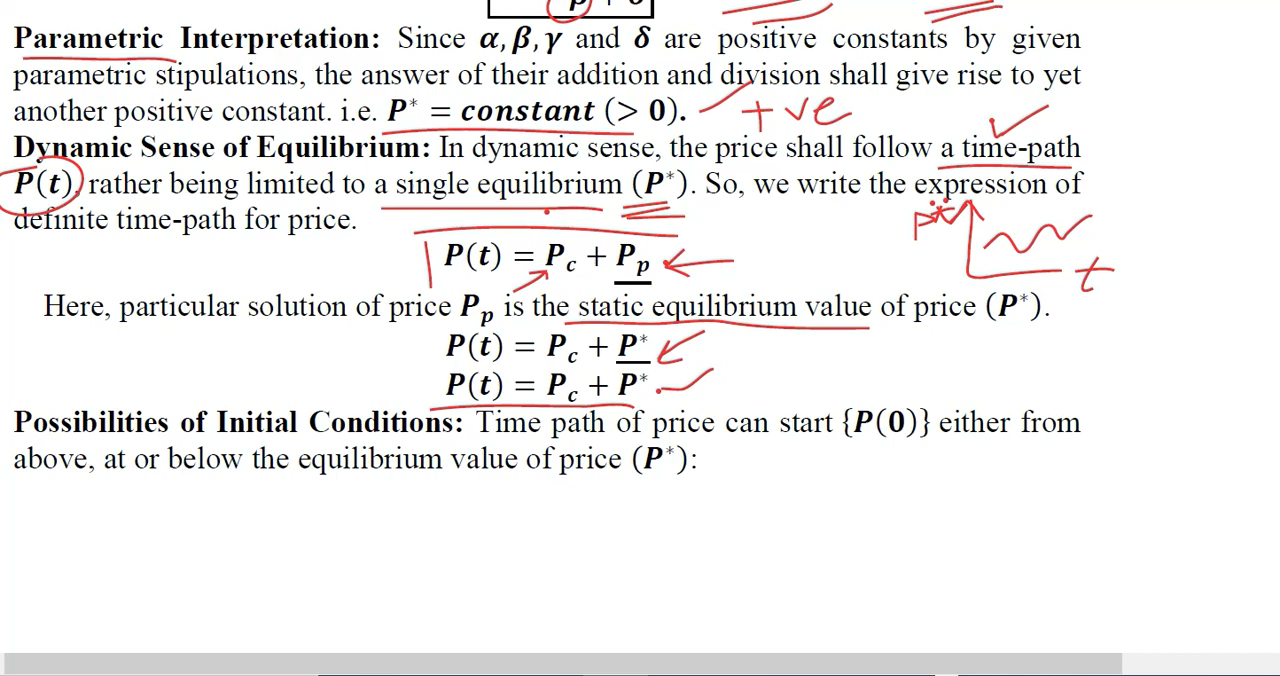 Parametric Interpretation: Since α, β, γ and δ are positive constants by given
parametric stipulations, the answer of their addition and division shall give rise to yet
another positive constant. i.e. P* = constant (> 0). +ve
Dynamic Sense of Equilibrium: In dynamic sense, the price shall follow a time-path
P(t), rather being limited to a single equilibrium (P*). So, we write the expression of
definite time-path for price.
P* t
P(t) = Pc + Pp
Here, particular solution of price Pp is the static equilibrium value of price (P*).
P(t) = Pc + P*
P(t) = Pc + P*
Possibilities of Initial Conditions: Time path of price can start {P(0)} either from
above, at or below the equilibrium value of price (P*):